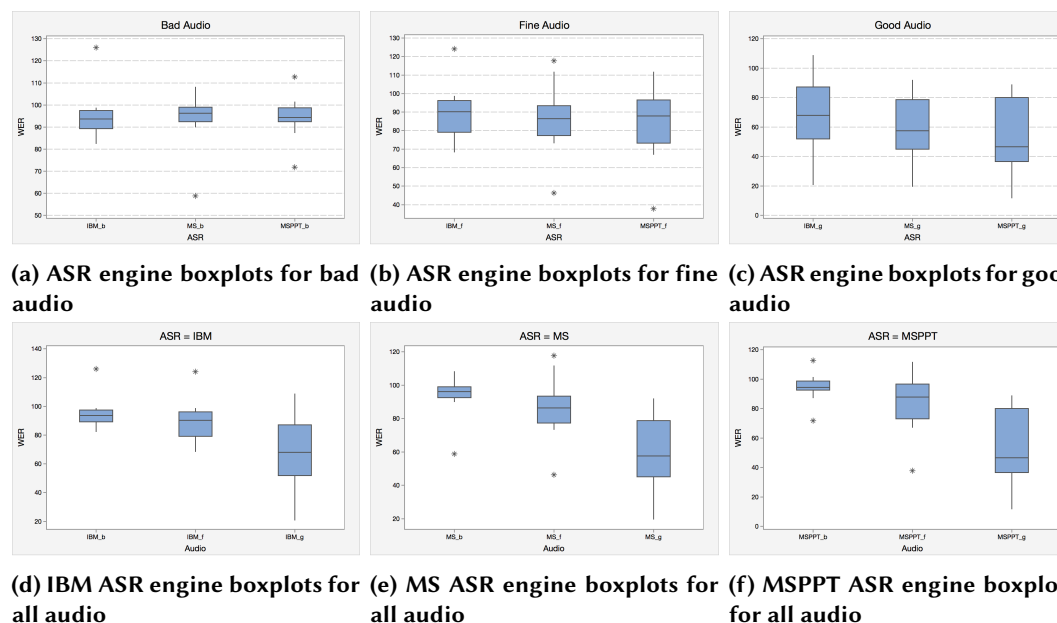 Bad Audio
130
120
110
100
90
80
70
60
50
WER
IBM_b MS_b MSPPT_b
ASR
Fine Audio
130
120
110
100
90
80
70
60
50
40
WER
IBM_f MS_f MSPPT_f
ASR
Good Audio
120
100
80
60
40
20
0
WER
IBM_g MS_g MSPPT_g
ASR
(a) ASR engine boxplots for bad
audio
(b) ASR engine boxplots for fine
audio
(c) ASR engine boxplots for goo
audio
ASR = IBM
140
120
100
80
60
40
20
WER
IBM_b IBM_f IBM_g
Audio
ASR = MS
120
100
80
60
40
20
WER
MS_b MS_f MS_g
Audio
ASR = MSPPT
120
100
80
60
40
20
0
WER
MSPPT_b MSPPT_f MSPPT_g
Audio
(d) IBM ASR engine boxplots for
all audio
(e) MS ASR engine boxplots for
all audio
(f) MSPPT ASR engine boxplo
for all audio